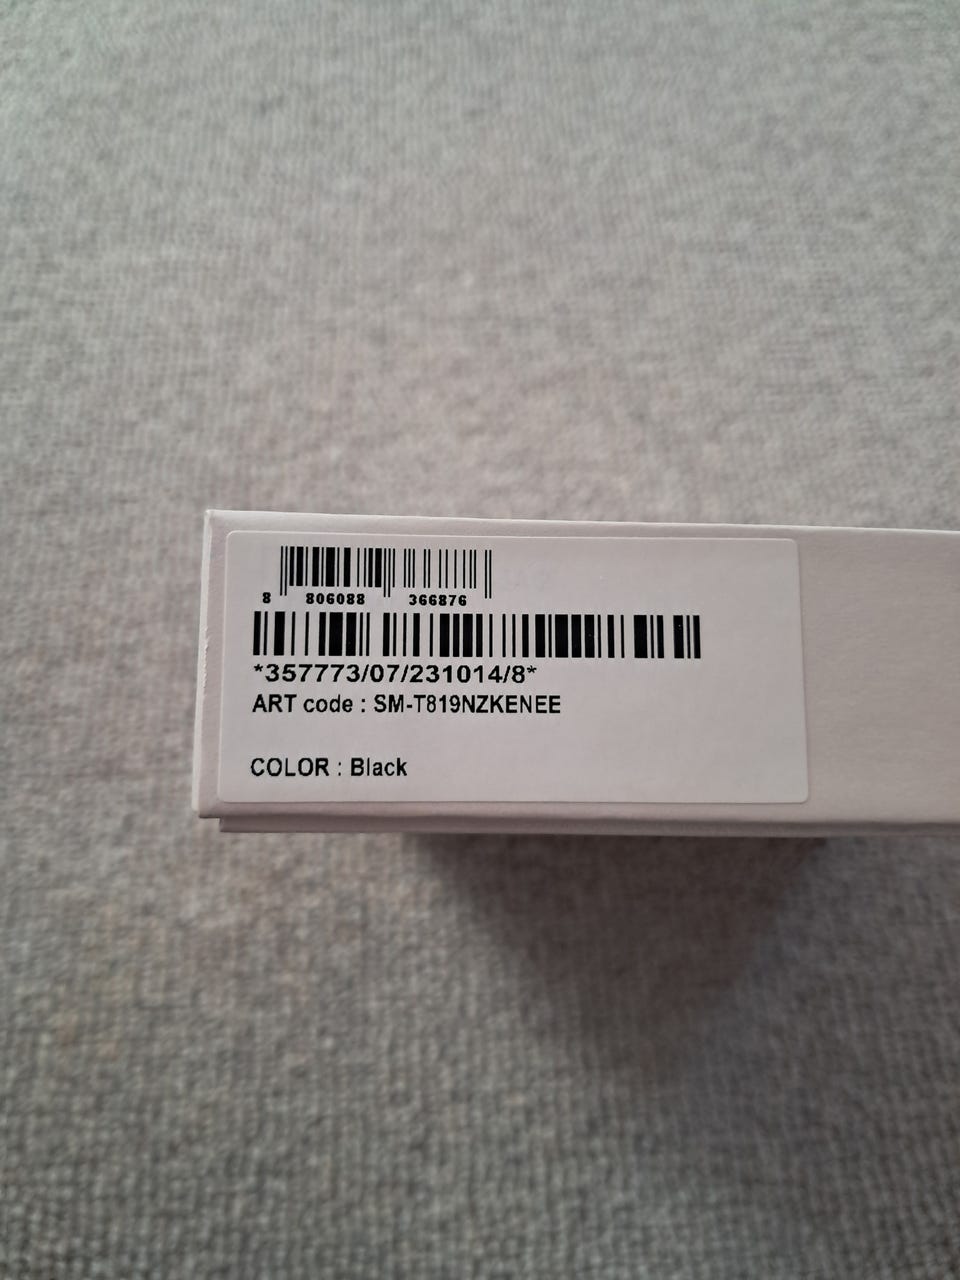 8 806088 366876
*357773/07/231014/8*
ART code : SM-T819NZKENEE
COLOR : Black